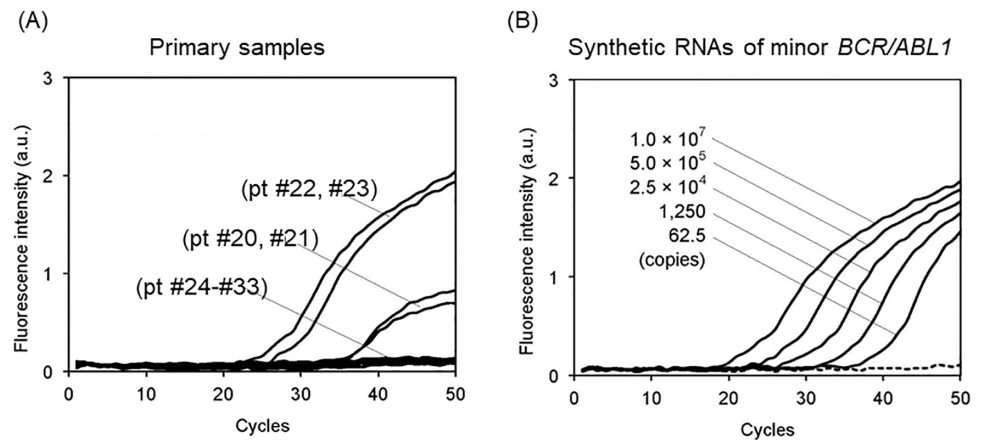 (A)
Primary samples
3
2
1
0
0
10
20
30
40
50
Fluorescence intensity (a.u.)
Cycles
(pt #22, #23)
(pt #20, #21)
(pt #24-#33)
(B)
Synthetic RNAs of minor BCR/ABL1
3
2
1
0
0
10
20
30
40
50
Fluorescence intensity (a.u.)
Cycles
1.0 × 10⁷
5.0 × 10⁵
2.5 × 10⁴
1,250
62.5
(copies)